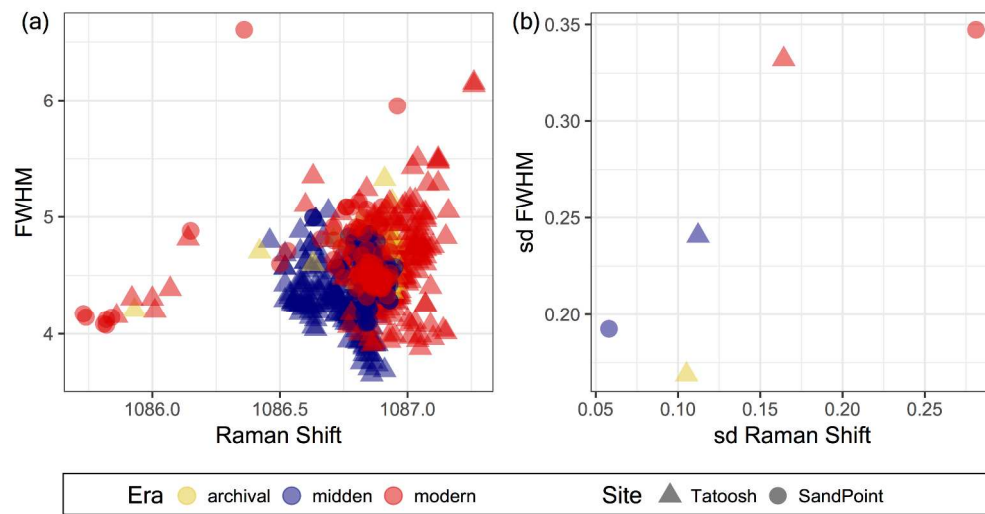 (a)
(b)
FWHM
6
5
4
1086.0 1086.5 1087.0
Raman Shift
sd FWHM
0.35
0.30
0.25
0.20
0.05 0.10 0.15 0.20 0.25
sd Raman Shift
Era archival midden modern Site Tatoosh SandPoint